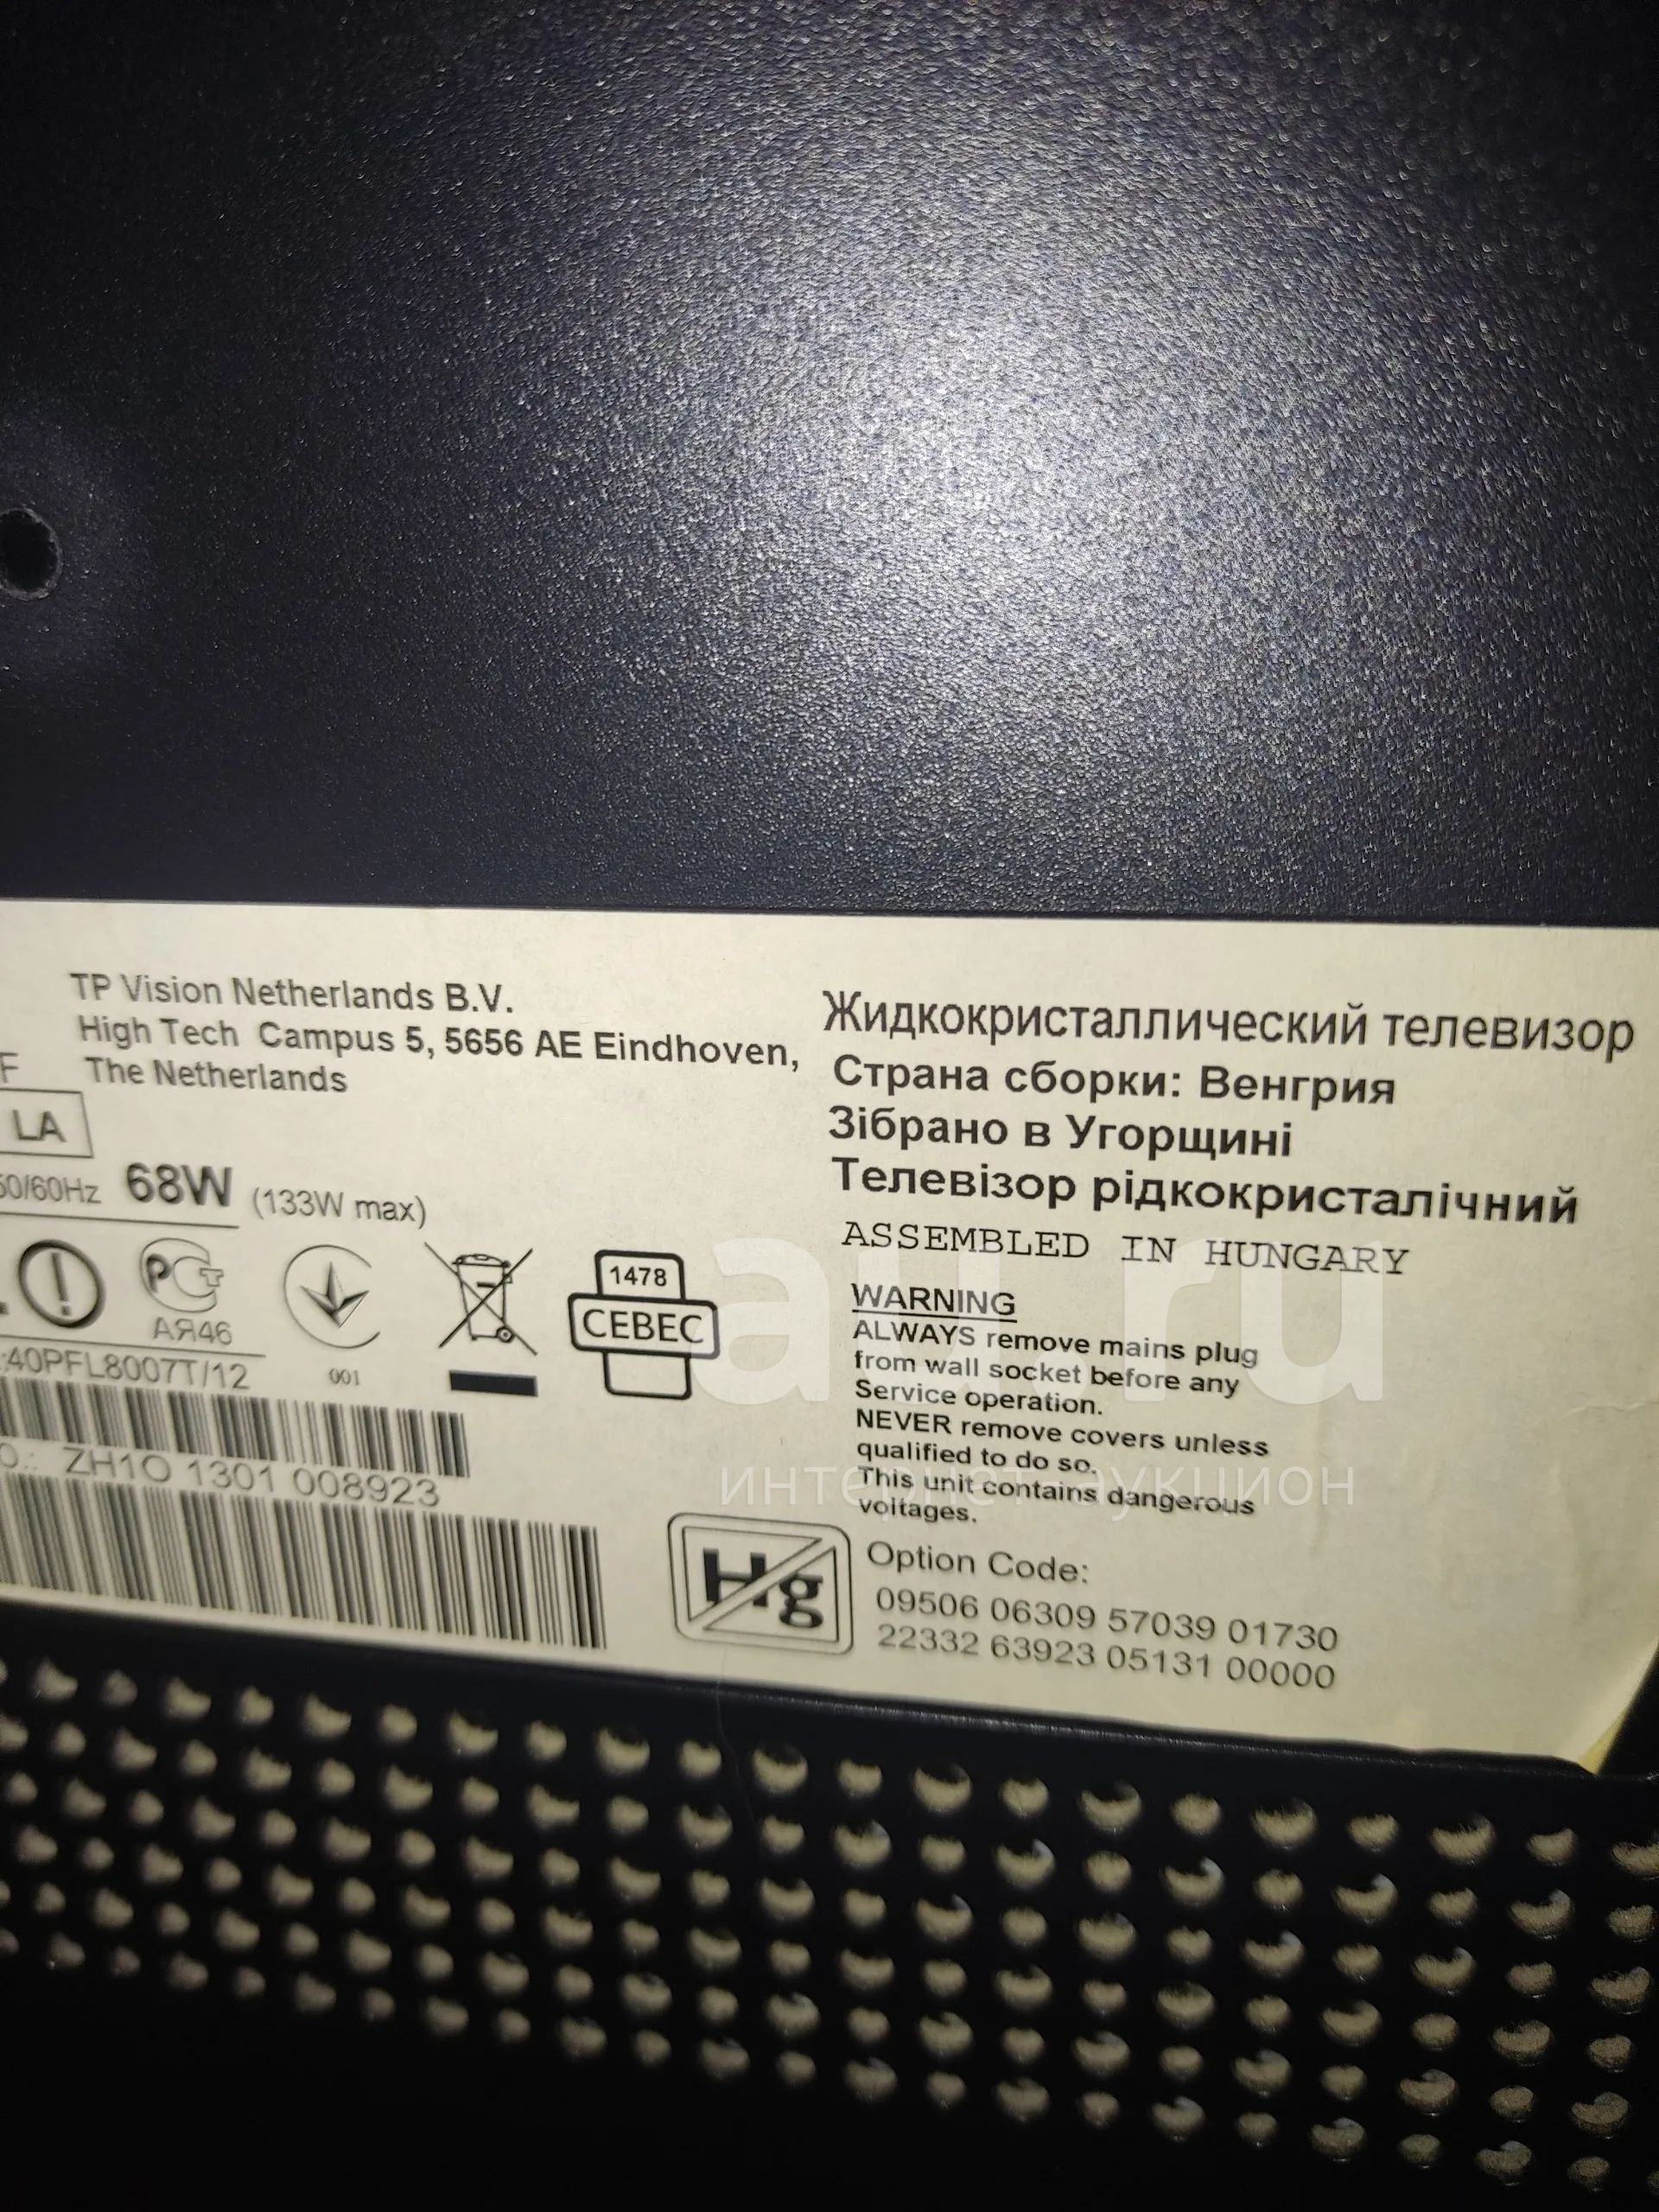 TP Vision Netherlands B.V.
High Tech Campus 5, 5656 AE Eindhoven,
The Netherlands
F
LA
50/60Hz 68W (133W max)
АЯ46
001
1478
CEBEC
:40PFL8007T/12
O.: ZH1O 1301 008923
Жидкокристаллический телевизор
Страна сборки: Венгрия
Зібрано в Угорщині
Телевізор рідкокристалічний
ASSEMBLED IN HUNGARY
WARNING
ALWAYS remove mains plug
from wall socket before any
Service operation.
NEVER remove covers unless
qualified to do so.
This unit contains dangerous
voltages.
Hg
Option Code:
09506 06309 57039 01730
22332 63923 05131 00000
au.ru
интернет-аукцион